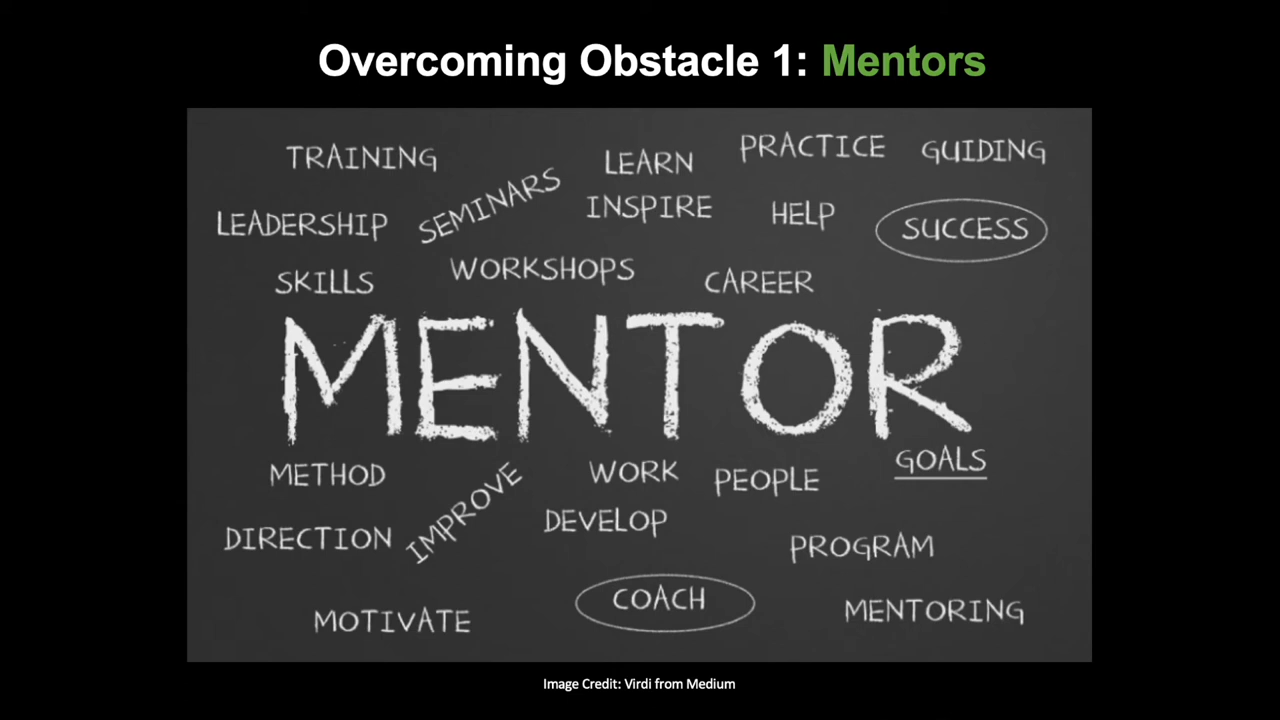 Overcoming Obstacle 1: Mentors
TRAINING
LEARN
PRACTICE
GUIDING
LEADERSHIP
SEMINARS
INSPIRE
HELP
SUCCESS
SKILLS
WORKSHOPS
CAREER
MENTOR
METHOD
IMPROVE
WORK
PEOPLE
GOALS
DIRECTION
DEVELOP
PROGRAM
MOTIVATE
COACH
MENTORING
Image Credit: Virdi from Medium